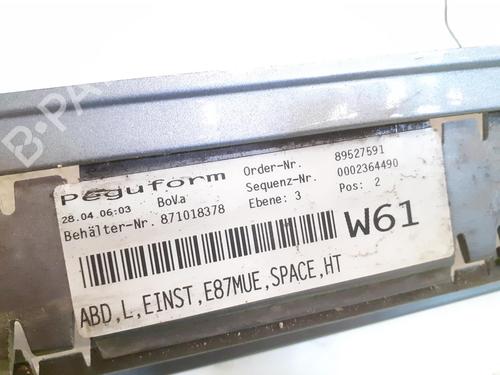 B-PARTS
Peguform
28.04.06:03 BoVa
Behälter-Nr. 871018378
Order-Nr. 89527591
Sequenz-Nr. 0002364490
Ebene: 3 Pos: 2
W61
ABD,L,EINST,E87MUE,SPACE,HT